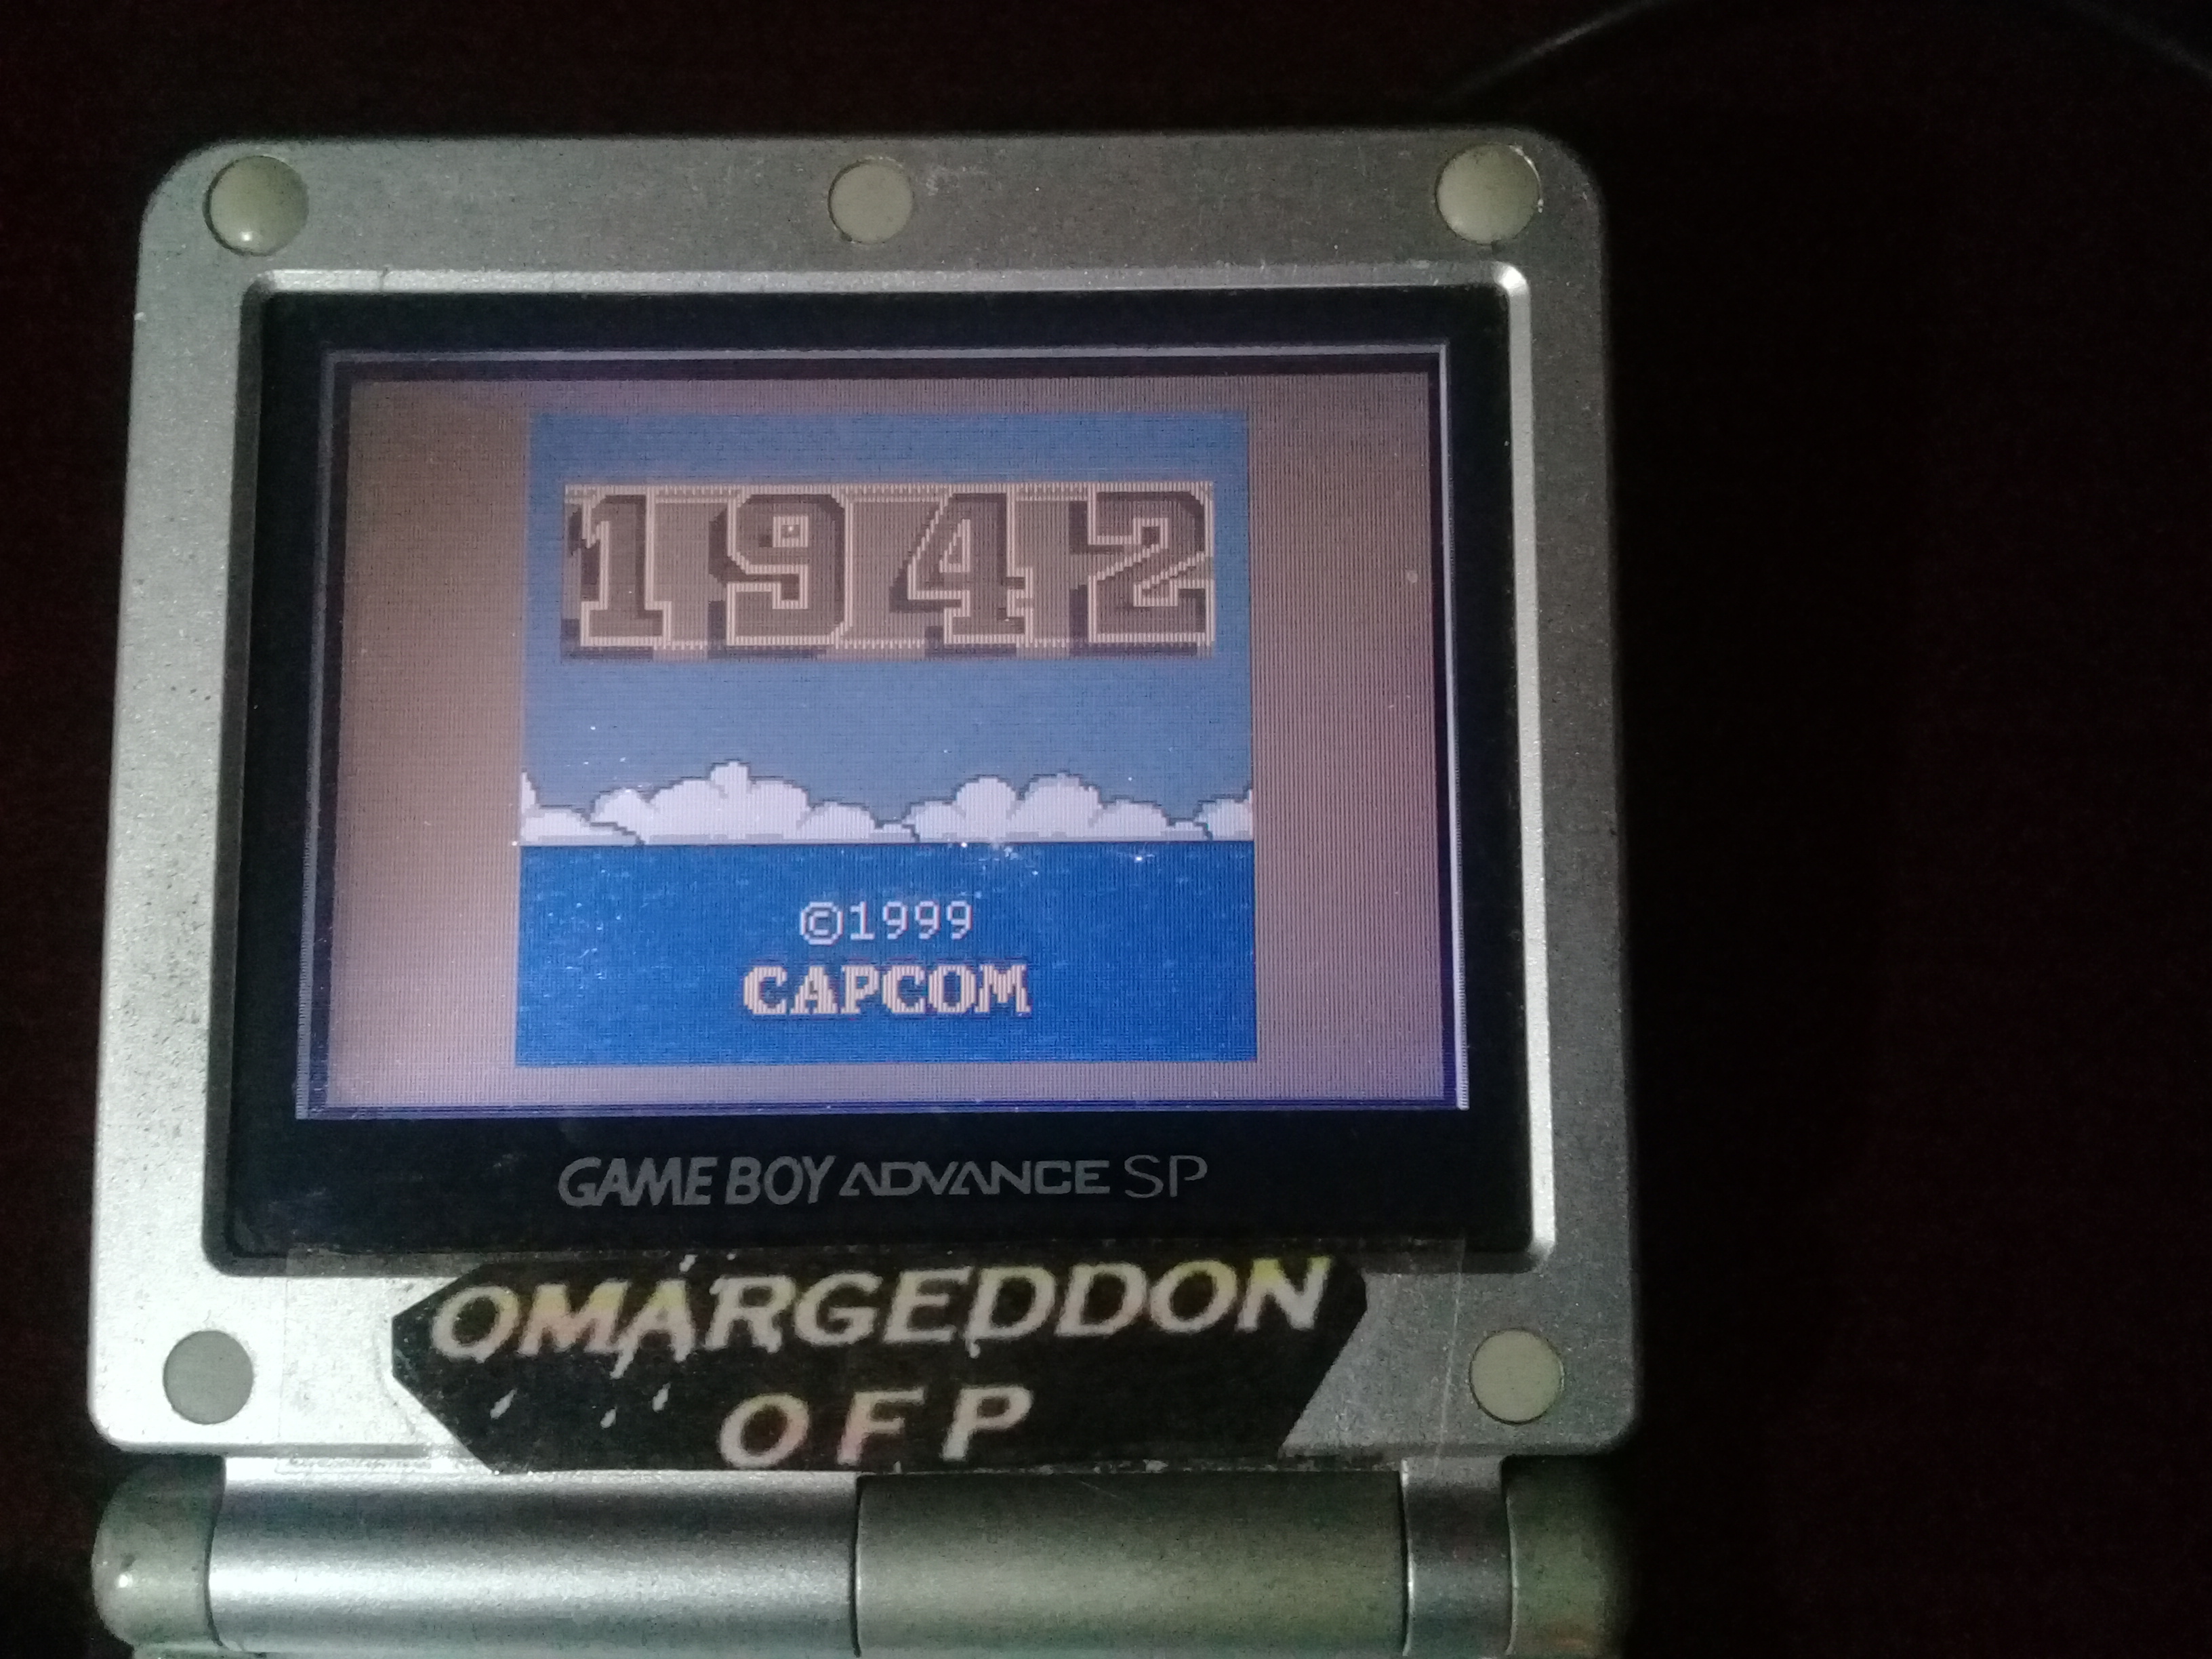 1942
©1999
CAPCOM
GAME BOY ADVANCE SP
OMARGEDDON
OFP